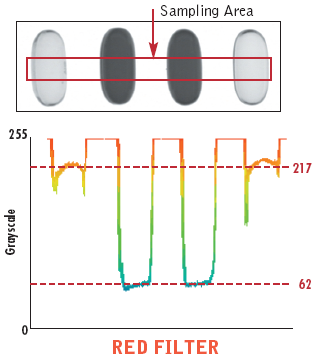 Sampling Area
255
217
Grayscale
62
0
RED FILTER